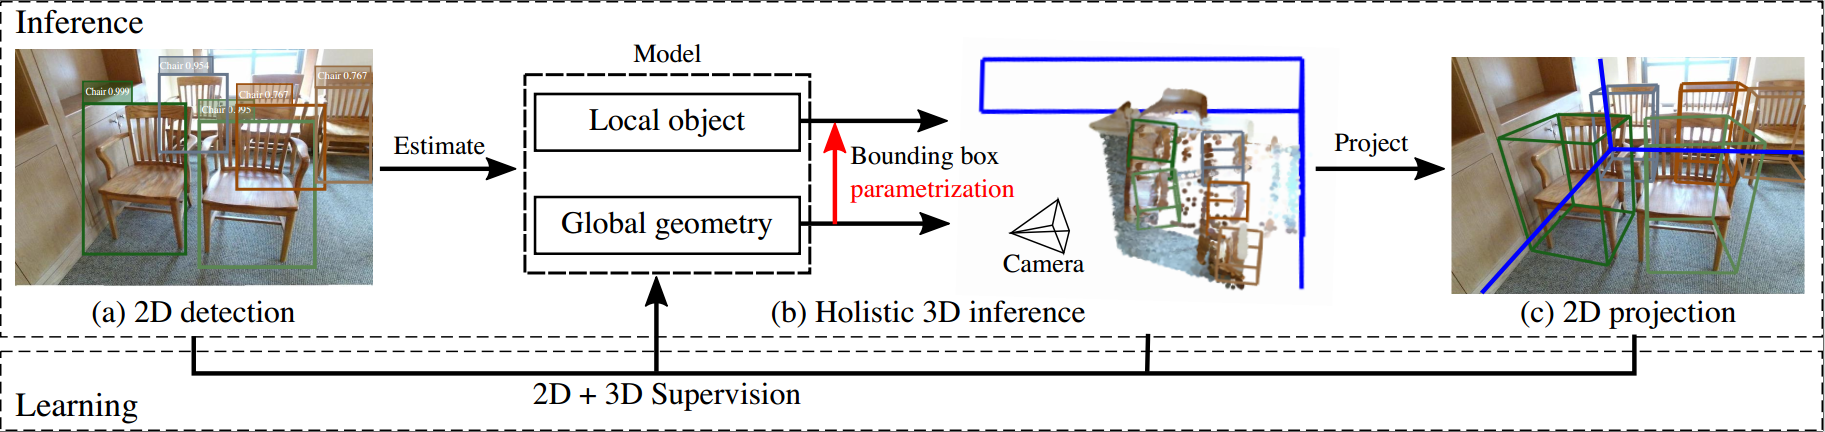 Inference
Chair 0.999
Chair 0.954
Chair 0.995
Chair 0.767
Chair 0.767
Estimate
Model
Local object
Global geometry
Bounding box
parametrization
Camera
Project
(a) 2D detection
(b) Holistic 3D inference
(c) 2D projection
2D + 3D Supervision
Learning